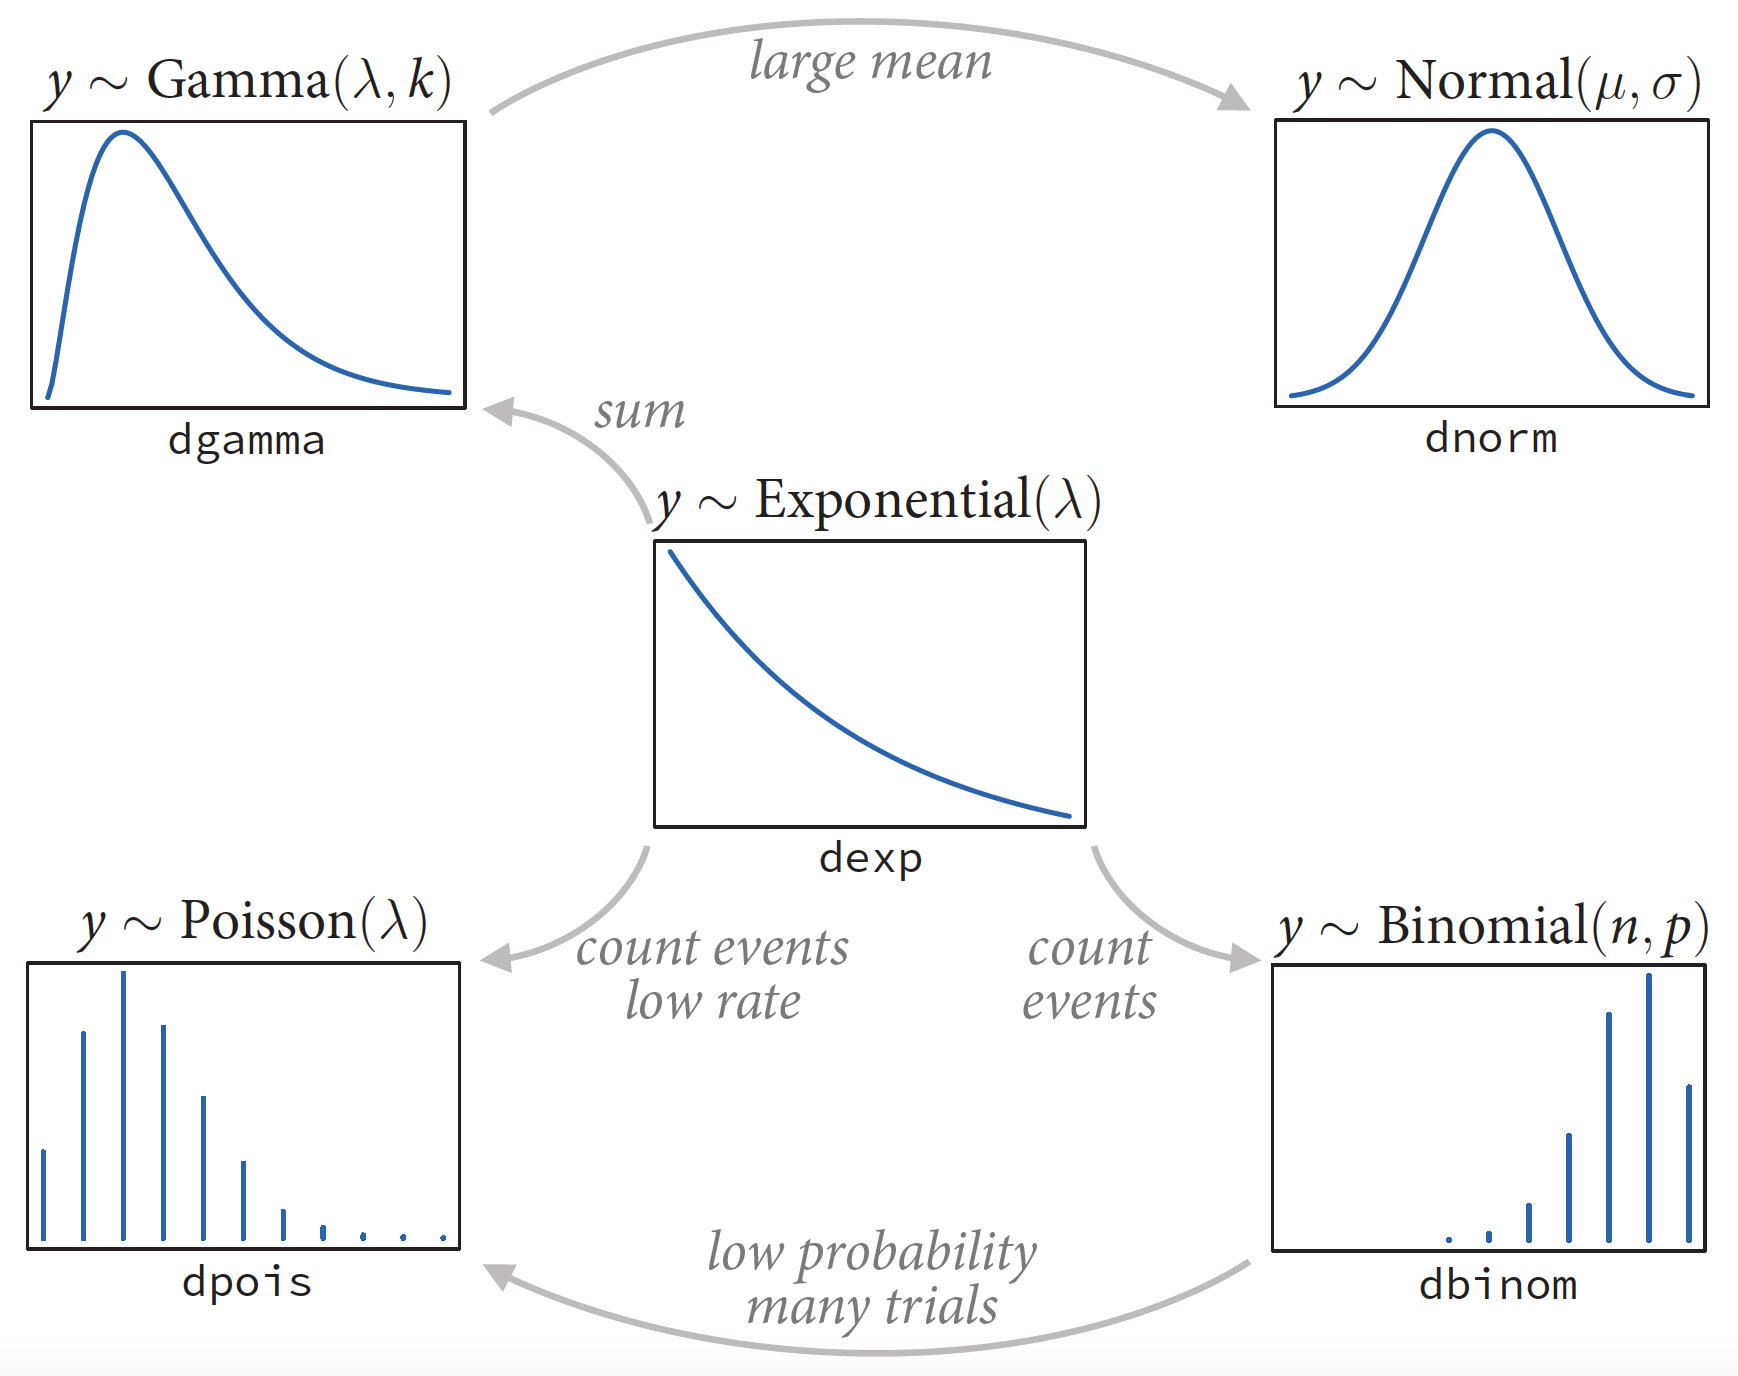 large mean
y ∼ Gamma(λ, k)
y ∼ Normal(μ, σ)
dgamma
dnorm
sum
y ∼ Exponential(λ)
dexp
y ∼ Poisson(λ)
count events
low rate
count
events
y ∼ Binomial(n, p)
dpois
low probability
many trials
dbinom